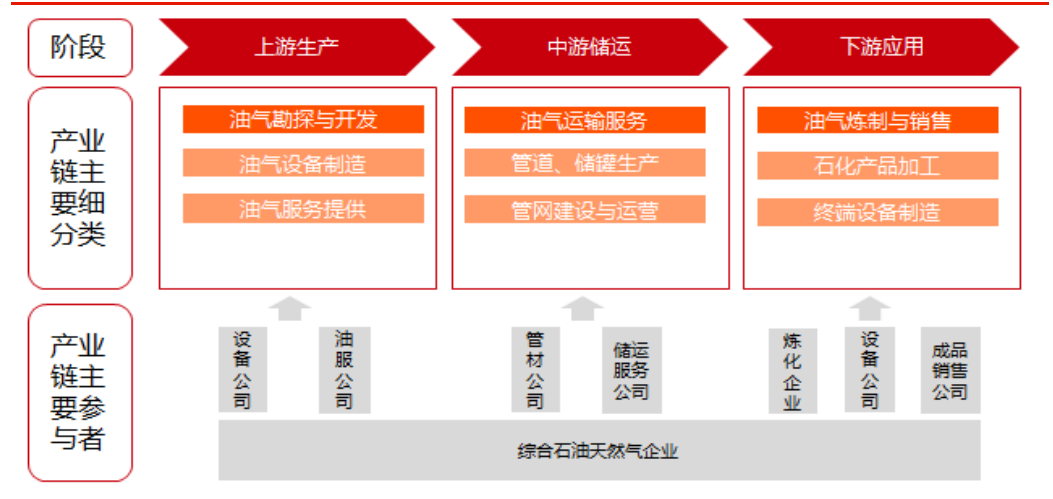 阶段
上游生产
中游储运
下游应用
产业
链主
要细
分类
油气勘探与开发
油气设备制造
油气服务提供
油气运输服务
管道、储罐生产
管网建设与运营
油气炼制与销售
石化产品加工
终端设备制造
产业
链主
要参
与者
设备公司
油服公司
管材公司
储运
服务
公司
炼化企业
设备公司
成品
销售
公司
综合石油天然气企业